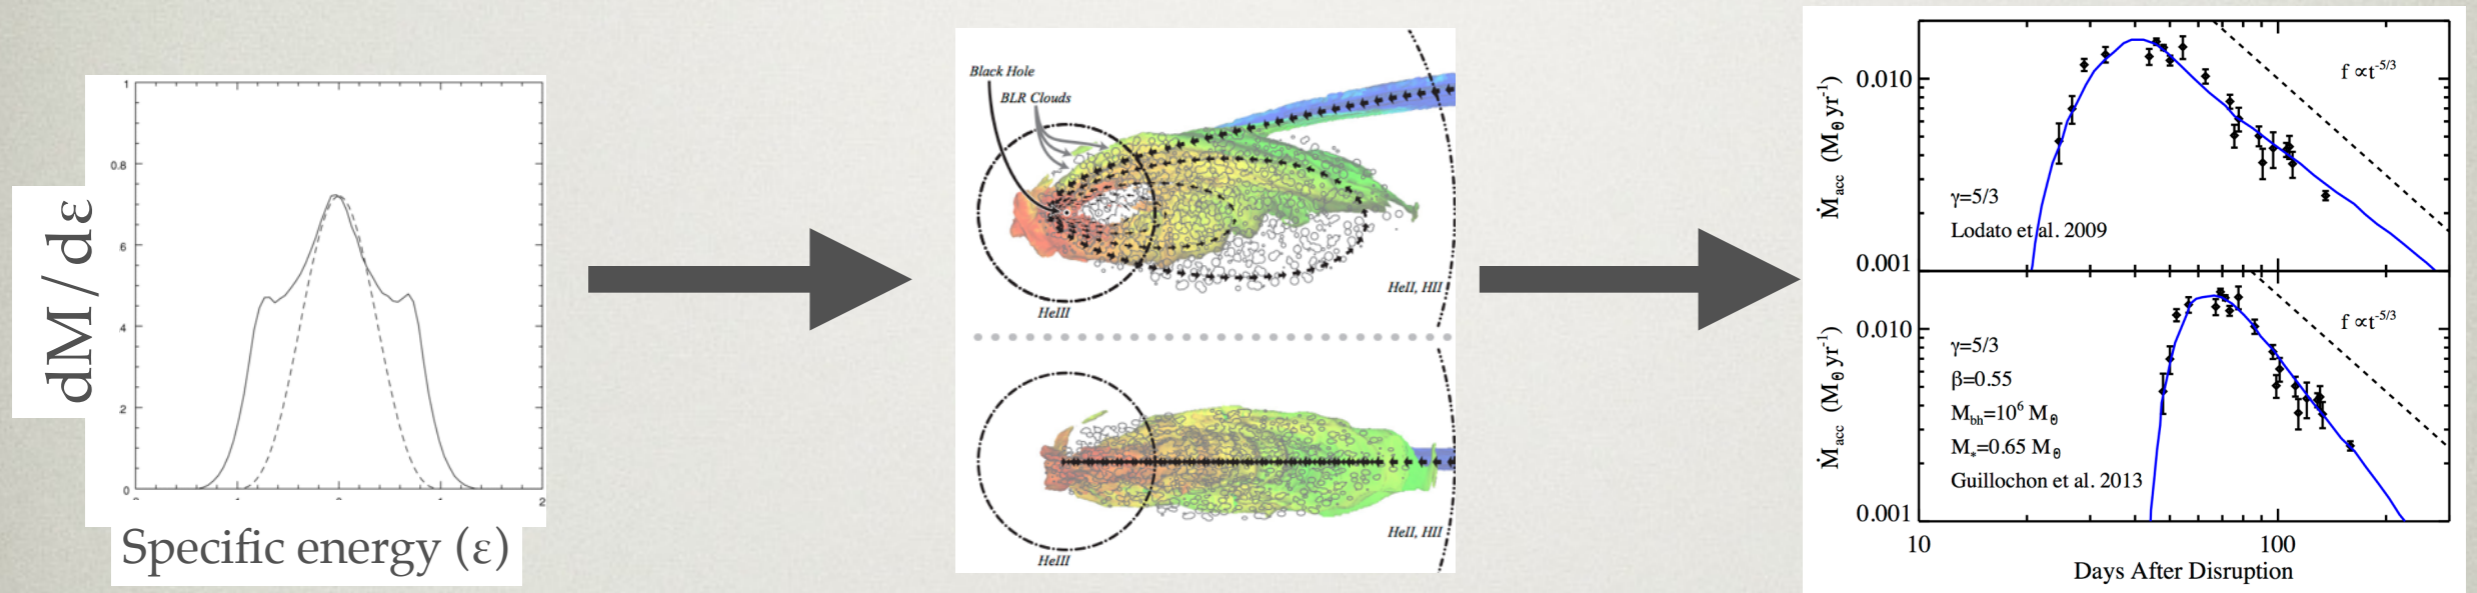 dM / dε
1
0.8
.6
.4
2
0
2
Specific energy (ε)
Black Hole
BLR Clouds
HeII, HII
HeIII
HeII, HII
HeIII
Ṁacc (M⊙ yr⁻¹)
0.010
0.001
f ∝t⁻⁵/³
γ=5/3
Lodato et al. 2009
Ṁacc (M⊙ yr⁻¹)
0.010
0.001
f ∝t⁻⁵/³
γ=5/3
β=0.55
Mbh=10⁶ M⊙
M*=0.65 M⊙
Guillochon et al. 2013
10 100
Days After Disruption